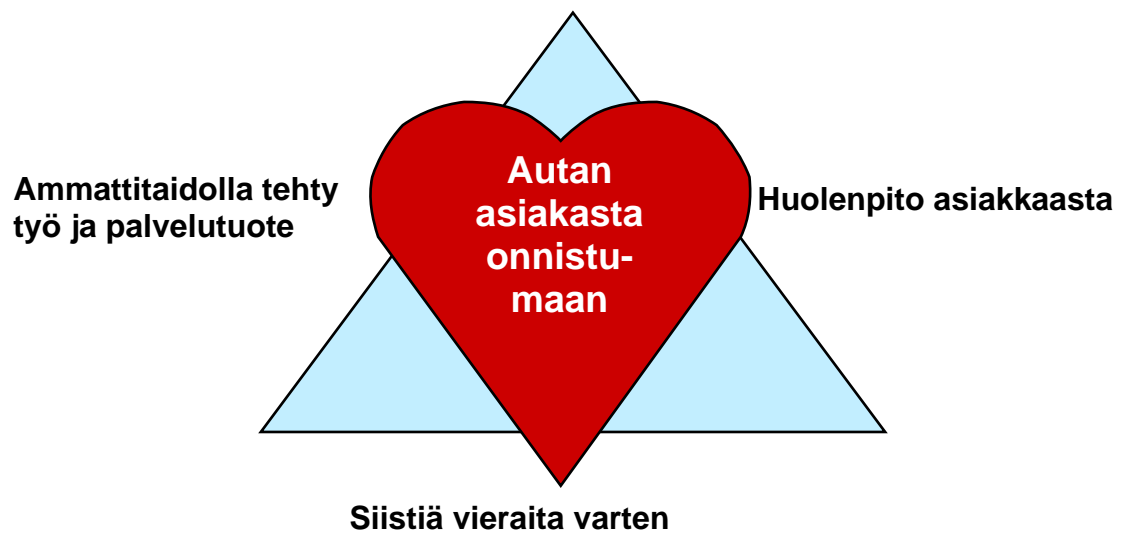 Autan
asiakasta
onnistu-
maan
Ammattitaidolla tehty
työ ja palvelutuote
Huolenpito asiakkaasta
Siistiä vieraita varten